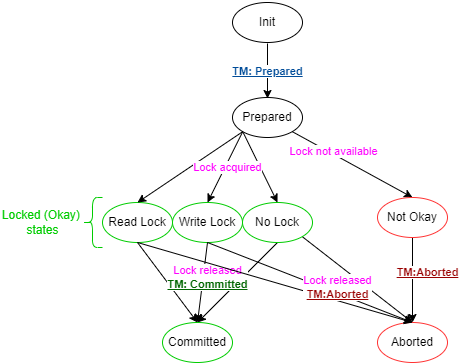 Init
TM: Prepared
Prepared
Lock not available
Lock acquired
Locked (Okay)
states
Read Lock
Write Lock
No Lock
Not Okay
Lock released
TM: Committed
Lock released
TM:Aborted
TM:Aborted
Committed
Aborted